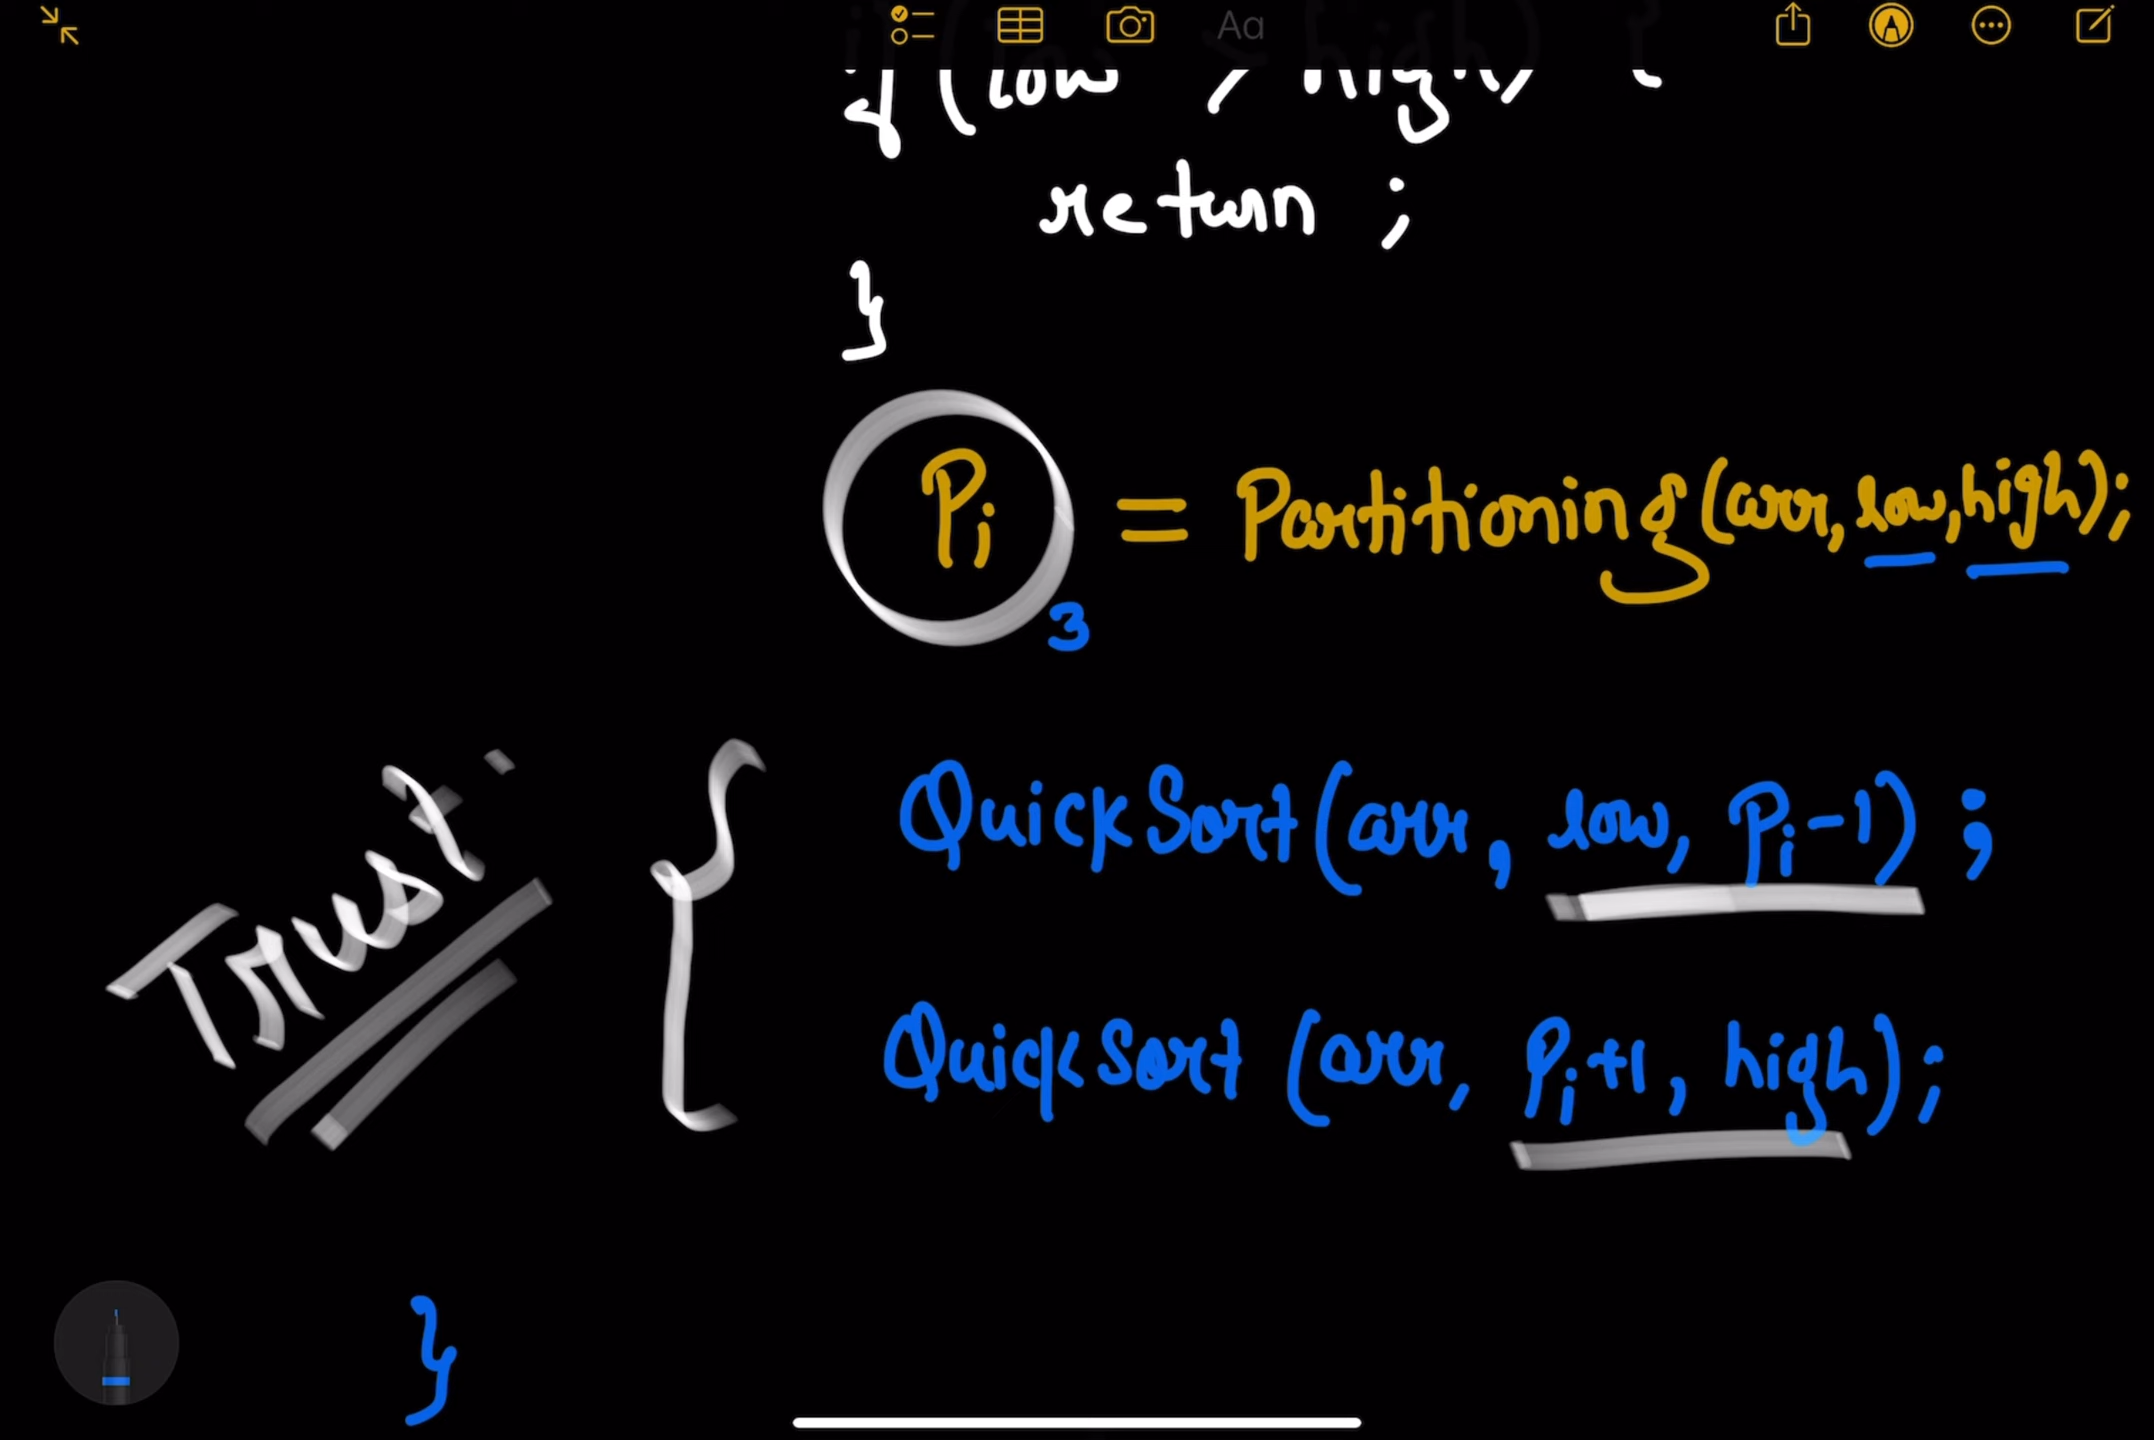 Aa
if (low > high) {
return ;
}
Pi = Partitioning(arr, low, high);
3
Trust {
QuickSort(arr, low, Pi-1) ;
QuickSort (arr, Pi+1, high);
}